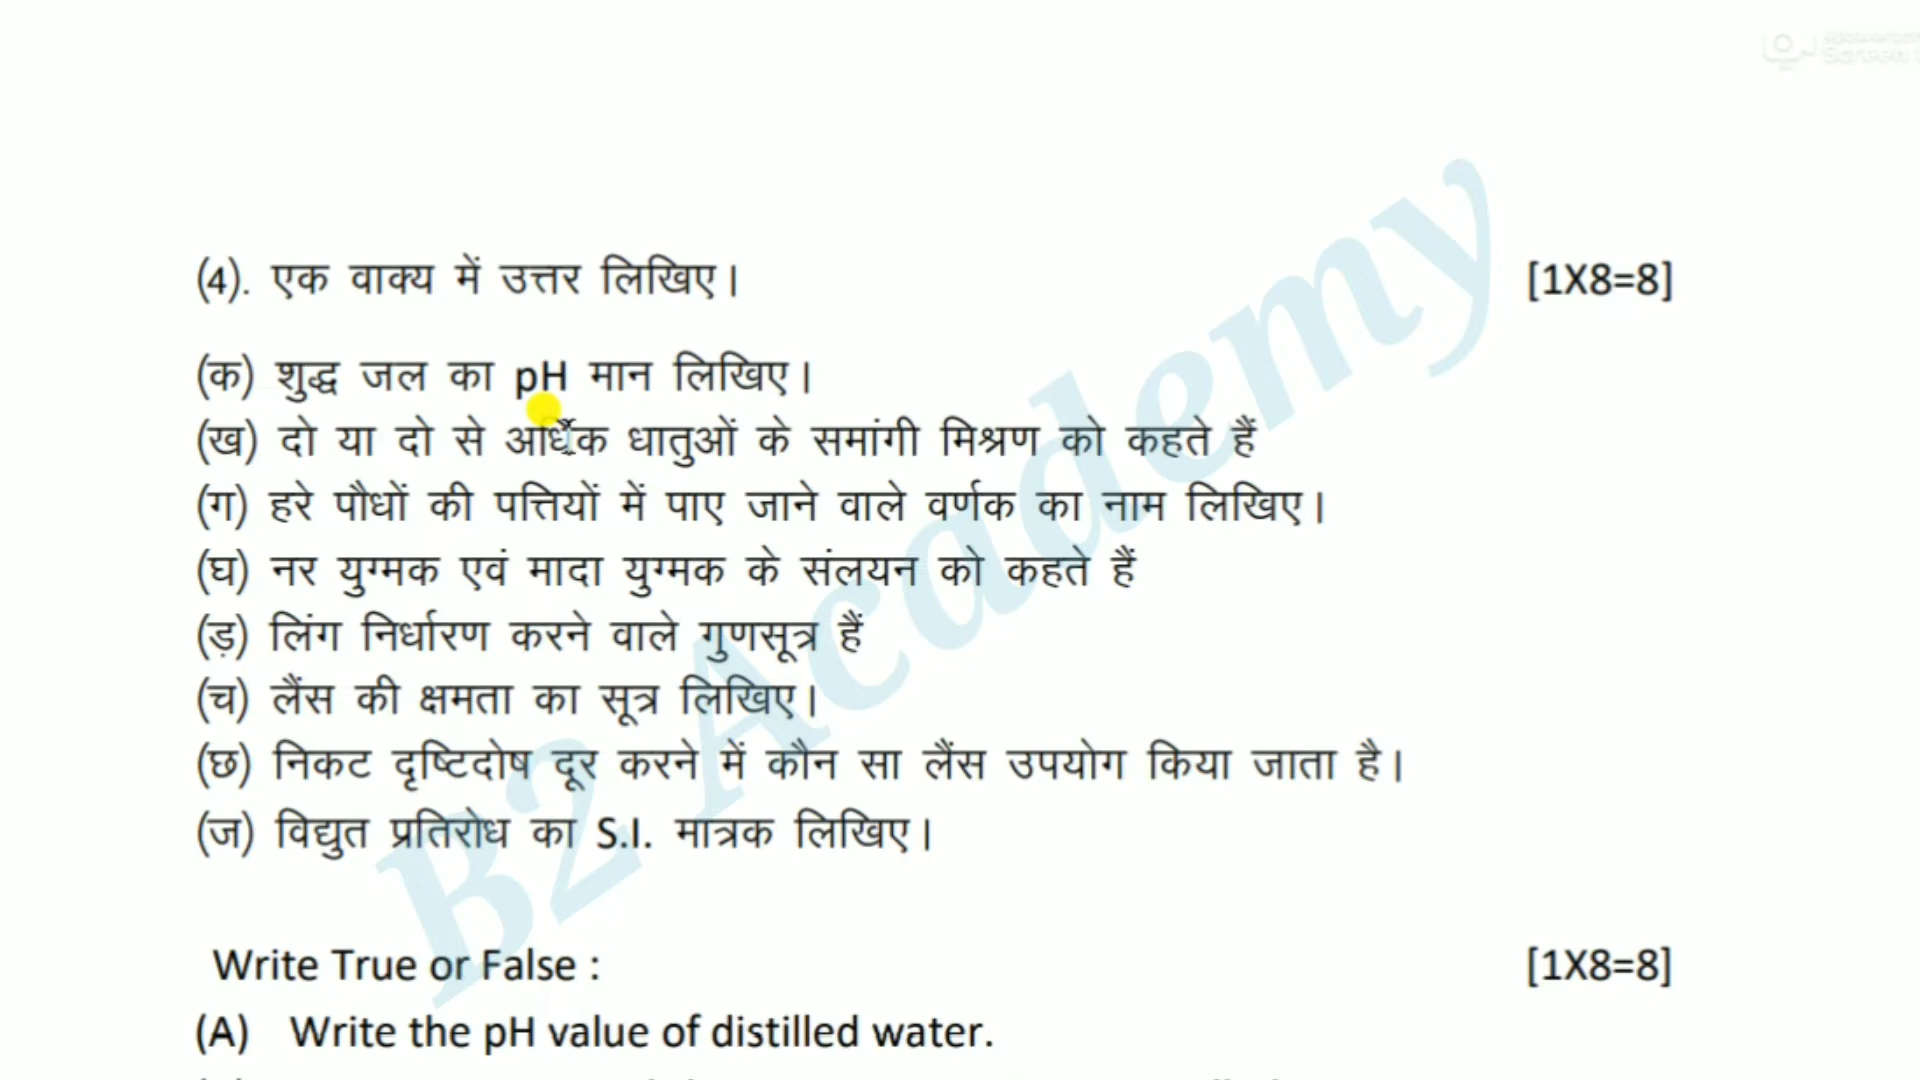 (4). एक वाक्य में उत्तर लिखिए। [1X8=8]
(क) शुद्ध जल का pH मान लिखिए।
(ख) दो या दो से अधिक धातुओं के समांगी मिश्रण को कहते हैं
(ग) हरे पौधों की पत्तियों में पाए जाने वाले वर्णक का नाम लिखिए।
(घ) नर युग्मक एवं मादा युग्मक के संलयन को कहते हैं
(ड़) लिंग निर्धारण करने वाले गुणसूत्र हैं
(च) लैंस की क्षमता का सूत्र लिखिए।
(छ) निकट दृष्टिदोष दूर करने में कौन सा लैंस उपयोग किया जाता है।
(ज) विद्युत प्रतिरोध का S.I. मात्रक लिखिए।
Write True or False : [1X8=8]
(A) Write the pH value of distilled water.
B2 Academy